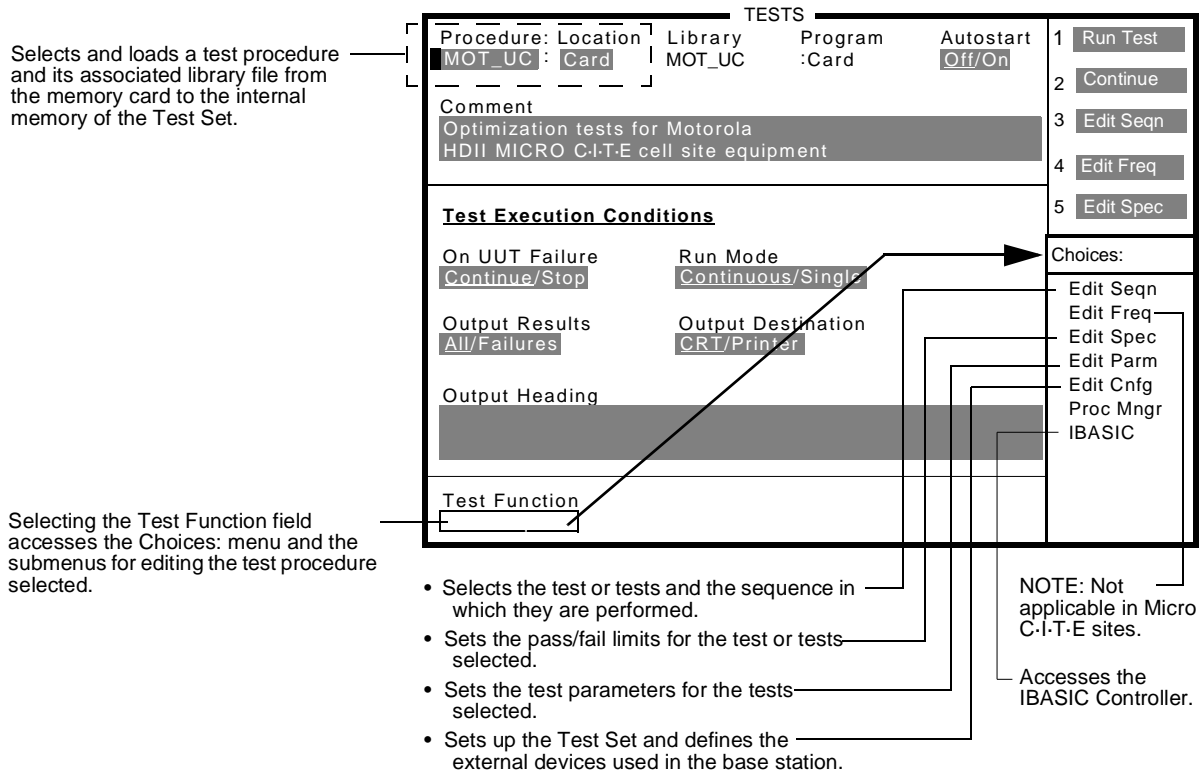 TESTS
Selects and loads a test procedure
and its associated library file from
the memory card to the internal
memory of the Test Set.
Procedure: Location Library Program Autostart
MOT_UC : Card MOT_UC :Card Off/On
Comment
Optimization tests for Motorola
HDII MICRO C·I·T·E cell site equipment
1 Run Test
2 Continue
3 Edit Seqn
4 Edit Freq
5 Edit Spec
Test Execution Conditions
On UUT Failure Run Mode
Continue/Stop Continuous/Single
Output Results Output Destination
All/Failures CRT/Printer
Output Heading
Test Function
Choices:
Edit Seqn
Edit Freq
Edit Spec
Edit Parm
Edit Cnfg
Proc Mngr
IBASIC
Selecting the Test Function field
accesses the Choices: menu and the
submenus for editing the test procedure
selected.
• Selects the test or tests and the sequence in
which they are performed.
• Sets the pass/fail limits for the test or tests
selected.
• Sets the test parameters for the tests
selected.
• Sets up the Test Set and defines the
external devices used in the base station.
NOTE: Not
applicable in Micro
C·I·T·E sites.
Accesses the
IBASIC Controller.